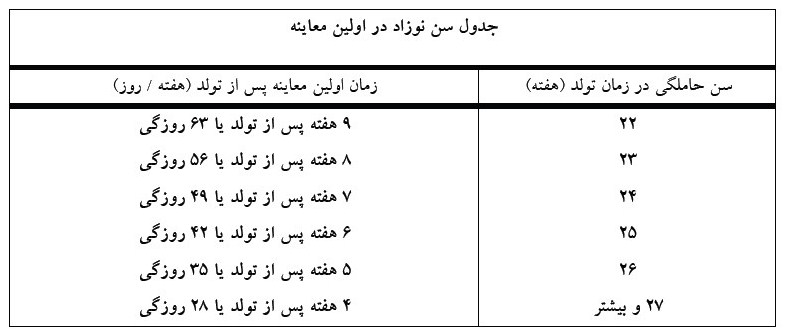 جدول سن نوزاد در اولین معاینه
سن حاملگی در زمان تولد (هفته) زمان اولین معاینه پس از تولد (هفته / روز)
۲۲ ۹ هفته پس از تولد یا ۶۳ روزگی
۲۳ ۸ هفته پس از تولد یا ۵۶ روزگی
۲۴ ۷ هفته پس از تولد یا ۴۹ روزگی
۲۵ ۶ هفته پس از تولد یا ۴۲ روزگی
۲۶ ۵ هفته پس از تولد یا ۳۵ روزگی
۲۷ و بیشتر ۴ هفته پس از تولد یا ۲۸ روزگی